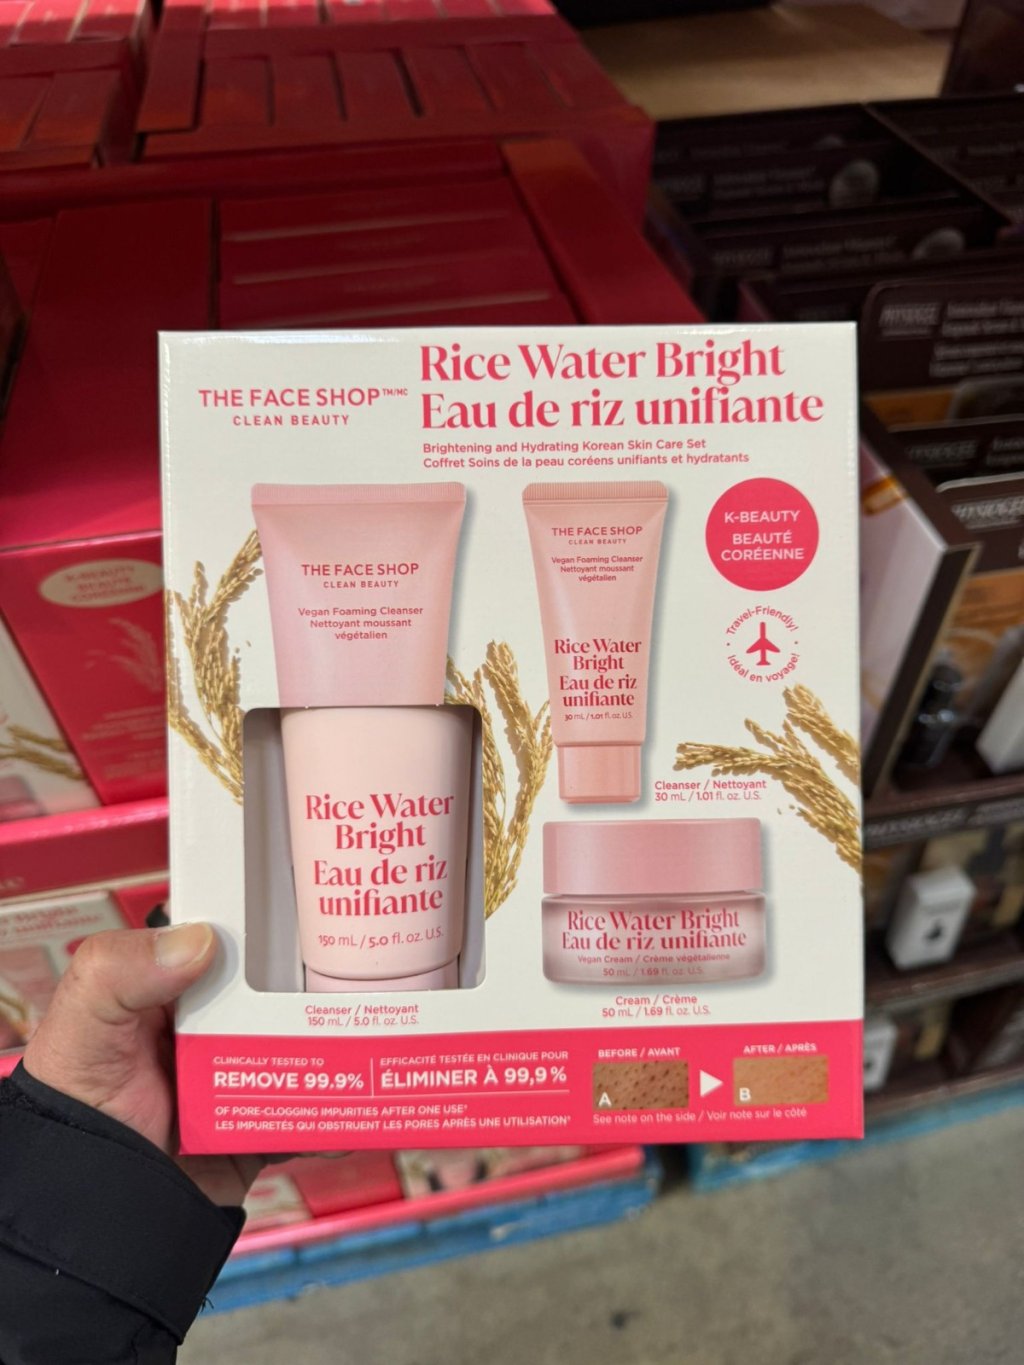 THE FACE SHOP™/MC
CLEAN BEAUTY
Rice Water Bright
Eau de riz unifiante
Brightening and Hydrating Korean Skin Care Set
Coffret Soins de la peau coréens unifiants et hydratants
THE FACE SHOP
CLEAN BEAUTY
Vegan Foaming Cleanser
Nettoyant moussant
végétalien
Rice Water
Bright
Eau de riz
unifiante
150 mL / 5.0 fl. oz. U.S.
Cleanser / Nettoyant
150 mL / 5.0 fl. oz. U.S.
THE FACE SHOP
CLEAN BEAUTY
Vegan Foaming Cleanser
Nettoyant moussant
végétalien
Rice Water
Bright
Eau de riz
unifiante
30 mL / 1.01 fl. oz. U.S.
Cleanser / Nettoyant
30 mL / 1.01 fl. oz. U.S.
K-BEAUTY
BEAUTÉ
CORÉENNE
Travel-Friendly!
Idéal en voyage!
Rice Water Bright
Eau de riz unifiante
Vegan Cream / Crème végétalienne
50 mL / 1.69 fl. oz. U.S.
Cream / Crème
50 mL / 1.69 fl. oz. U.S.
CLINICALLY TESTED TO
REMOVE 99.9%
EFFICACITÉ TESTÉE EN CLINIQUE POUR
ÉLIMINER À 99,9 %
OF PORE-CLOGGING IMPURITIES AFTER ONE USE*
LES IMPURETÉS QUI OBSTRUENT LES PORES APRÈS UNE UTILISATION*
BEFORE / AVANT
A
AFTER / APRÈS
B
See note on the side / Voir note sur le côté
K-BEAUTY
BEAUTÉ
CORÉENNE